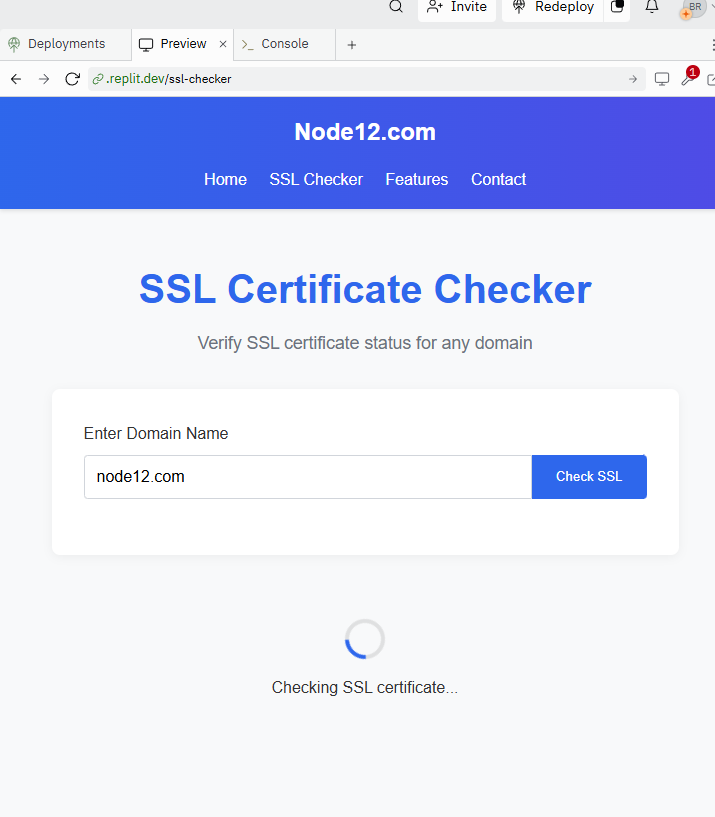 Invite Redeploy BR
Deployments Preview × Console +
.replit.dev/ssl-checker 1
Node12.com
Home SSL Checker Features Contact
SSL Certificate Checker
Verify SSL certificate status for any domain
Enter Domain Name
node12.com Check SSL
Checking SSL certificate...